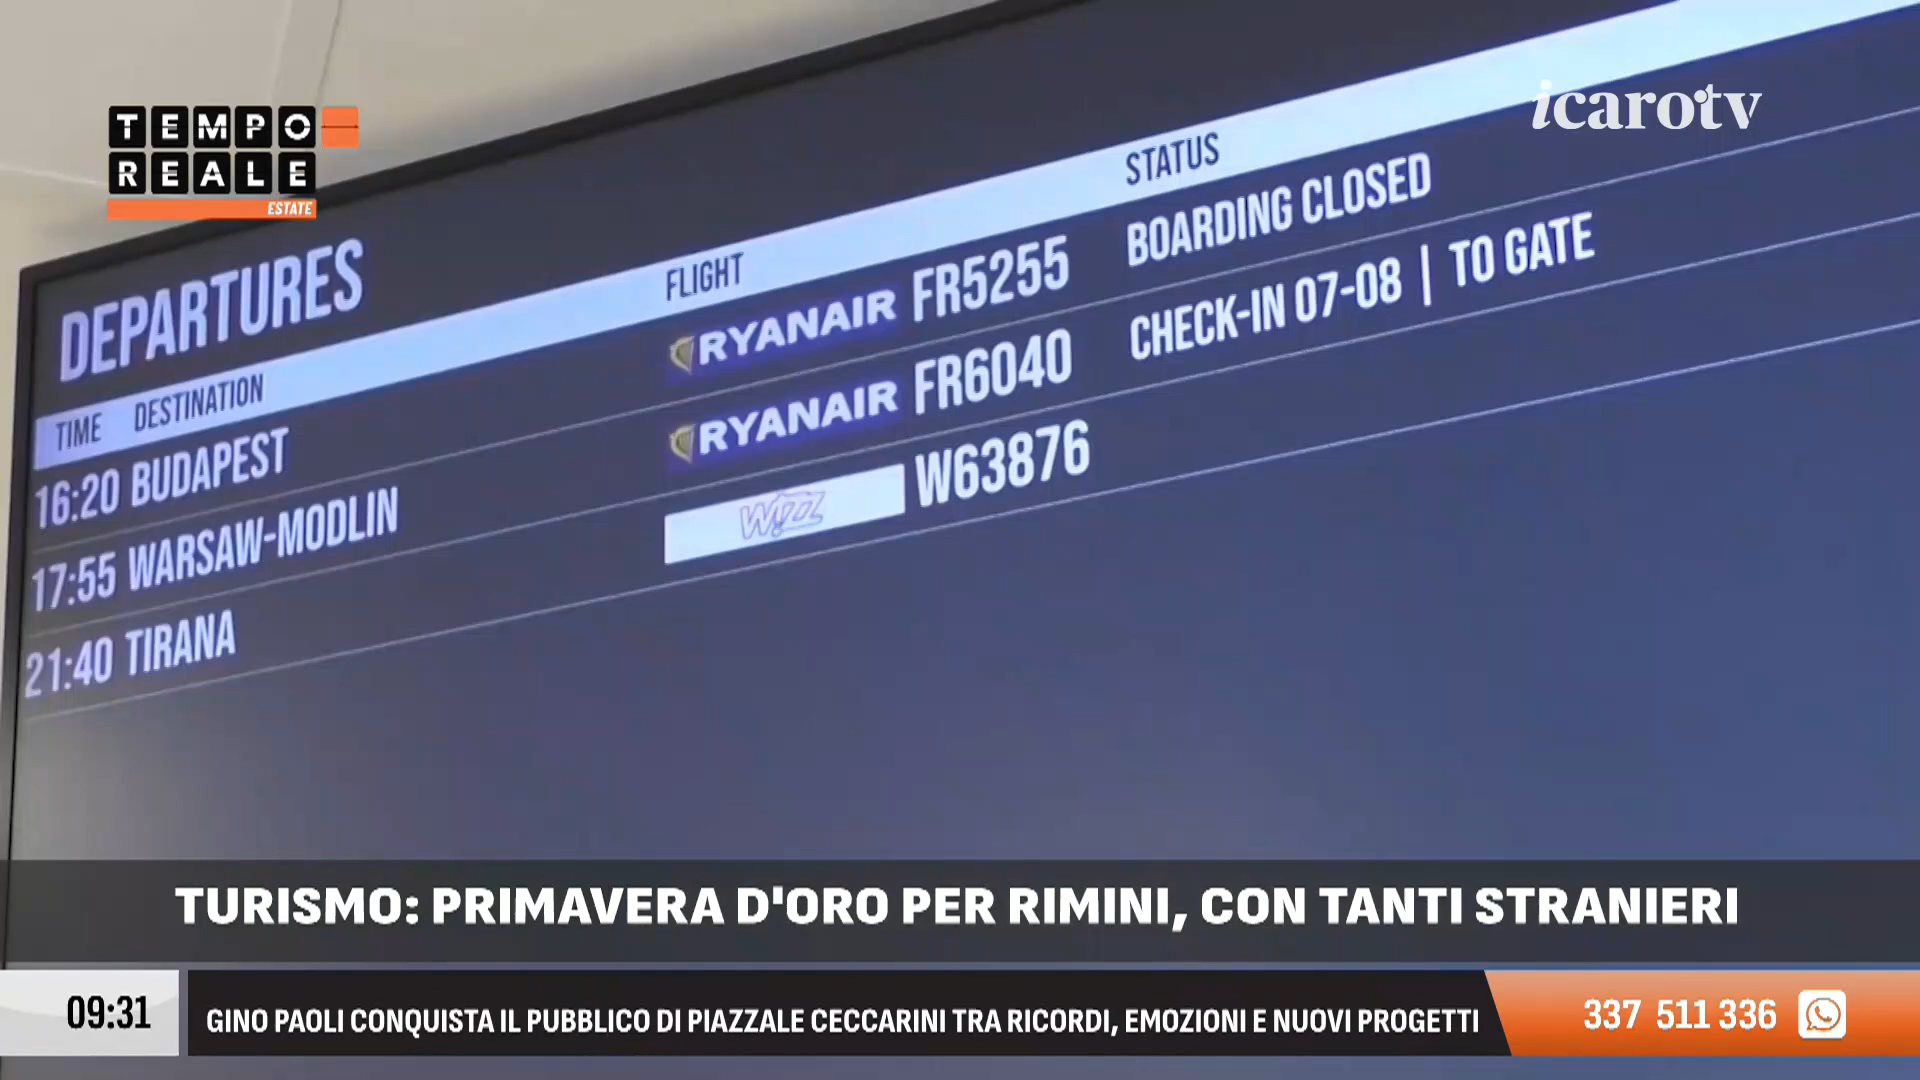 TEMPO
REALE
ESTATE
icarotv
DEPARTURES
TIME DESTINATION FLIGHT STATUS
16:20 BUDAPEST RYANAIR FR5255 BOARDING CLOSED
17:55 WARSAW-MODLIN RYANAIR FR6040 CHECK-IN 07-08 | TO GATE
21:40 TIRANA WIZZ W63876
TURISMO: PRIMAVERA D'ORO PER RIMINI, CON TANTI STRANIERI
09:31 GINO PAOLI CONQUISTA IL PUBBLICO DI PIAZZALE CECCARINI TRA RICORDI, EMOZIONI E NUOVI PROGETTI 337 511 336